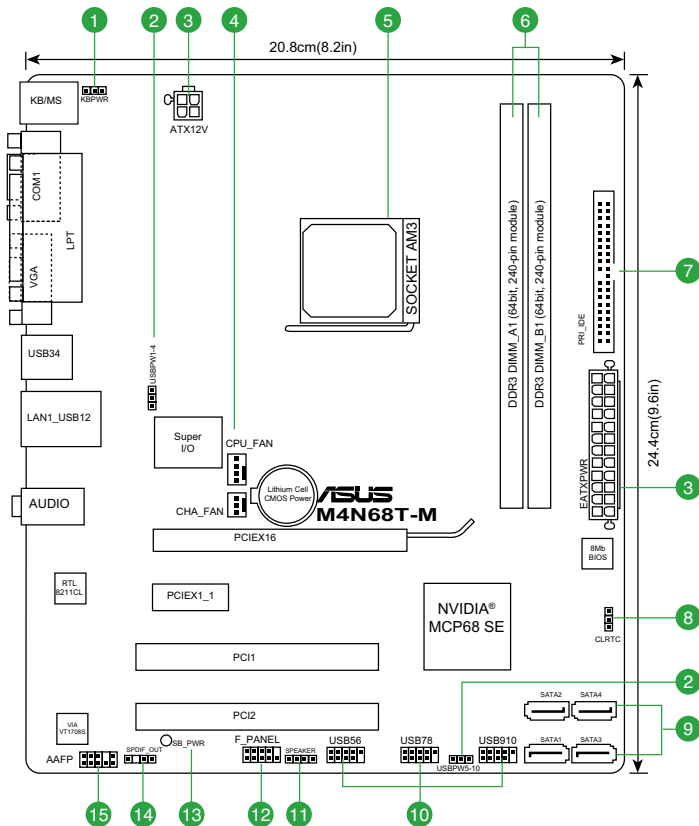 1
2
3
4
5
6
20.8cm(8.2in)
KB/MS
KBPWR
ATX12V
COM1
LPT
VGA
SOCKET AM3
DDR3 DIMM_A1 (64bit, 240-pin module)
DDR3 DIMM_B1 (64bit, 240-pin module)
7
PRI_IDE
USB34
USBPW1-4
24.4cm(9.6in)
LAN1_USB12
Super
I/O
CPU_FAN
EATXPWR
3
Lithium Cell
CMOS Power
ASUS
M4N68T-M
AUDIO
CHA_FAN
PCIEX16
8Mb
BIOS
RTL
8211CL
PCIEX1_1
NVIDIA®
MCP68 SE
8
CLRTC
PCI1
2
SATA2
SATA4
PCI2
9
VIA
VT1708S
SPDIF_OUT
SB_PWR
F_PANEL
SPEAKER
USB56
USB78
USBPW5-10
USB910
SATA1
SATA3
AAFP
15
14
13
12
11
10